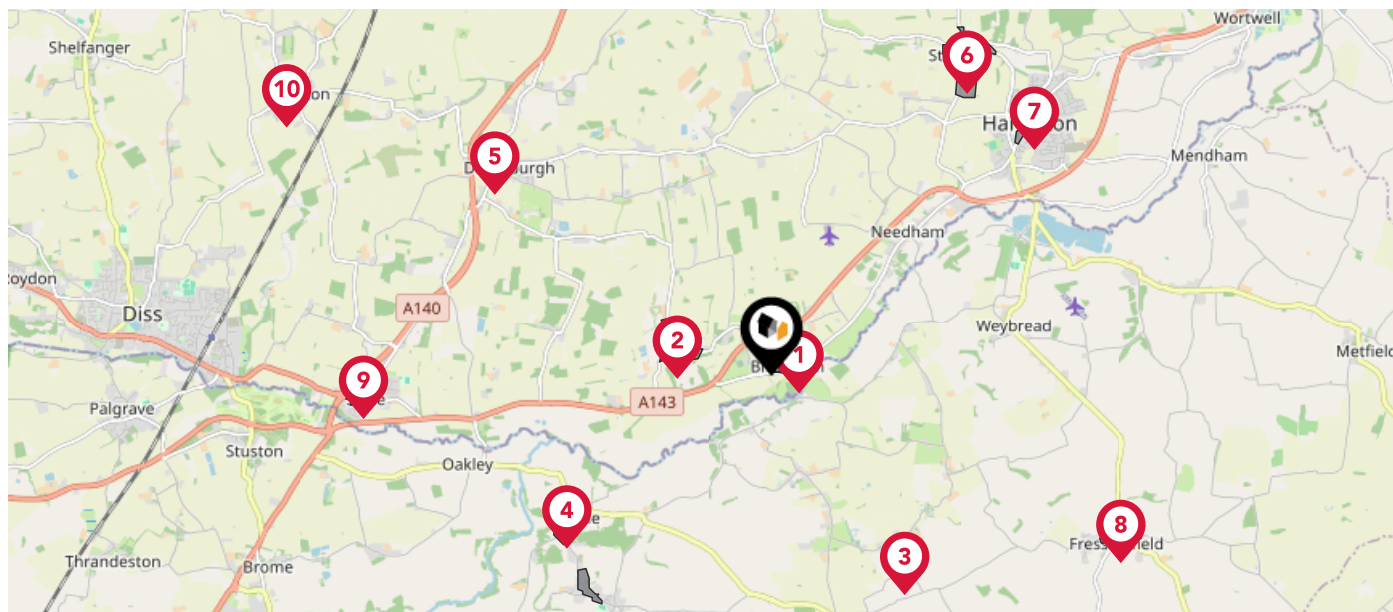 Wortwell
Shelfanger
6
10
7
5
Mendham
Needham
Roydon
A140
Diss
Weybread
2
1
Metfield
9
A143
Palgrave
Stuston
Oakley
4
8
3
Thrandeston
Brome